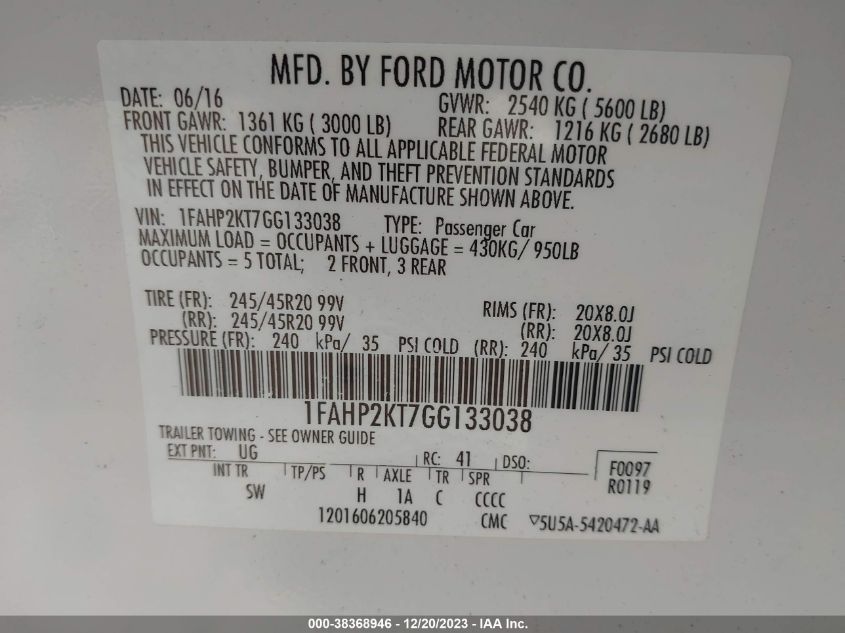 MFD. BY FORD MOTOR CO.
DATE: 06/16 GVWR: 2540 KG ( 5600 LB)
FRONT GAWR: 1361 KG ( 3000 LB) REAR GAWR: 1216 KG ( 2680 LB)
THIS VEHICLE CONFORMS TO ALL APPLICABLE FEDERAL MOTOR
VEHICLE SAFETY, BUMPER, AND THEFT PREVENTION STANDARDS
IN EFFECT ON THE DATE OF MANUFACTURE SHOWN ABOVE.
VIN: 1FAHP2KT7GG133038 TYPE: Passenger Car
MAXIMUM LOAD = OCCUPANTS + LUGGAGE = 430KG/ 950LB
OCCUPANTS = 5 TOTAL; 2 FRONT, 3 REAR
TIRE (FR): 245/45R20 99V RIMS (FR): 20X8.0J
(RR): 245/45R20 99V (RR): 20X8.0J
PRESSURE (FR): 240 kPa/ 35 PSI COLD (RR): 240 kPa/ 35 PSI COLD
1FAHP2KT7GG133038
TRAILER TOWING - SEE OWNER GUIDE
EXT PNT: UG RC: 41 DSO: F0097
INT TR TP/PS R AXLE TR SPR R0119
SW H 1A C CCCC
1201606205840 CMC ▽5U5A-5420472-AA
000-38368946 - 12/20/2023 - IAA Inc.